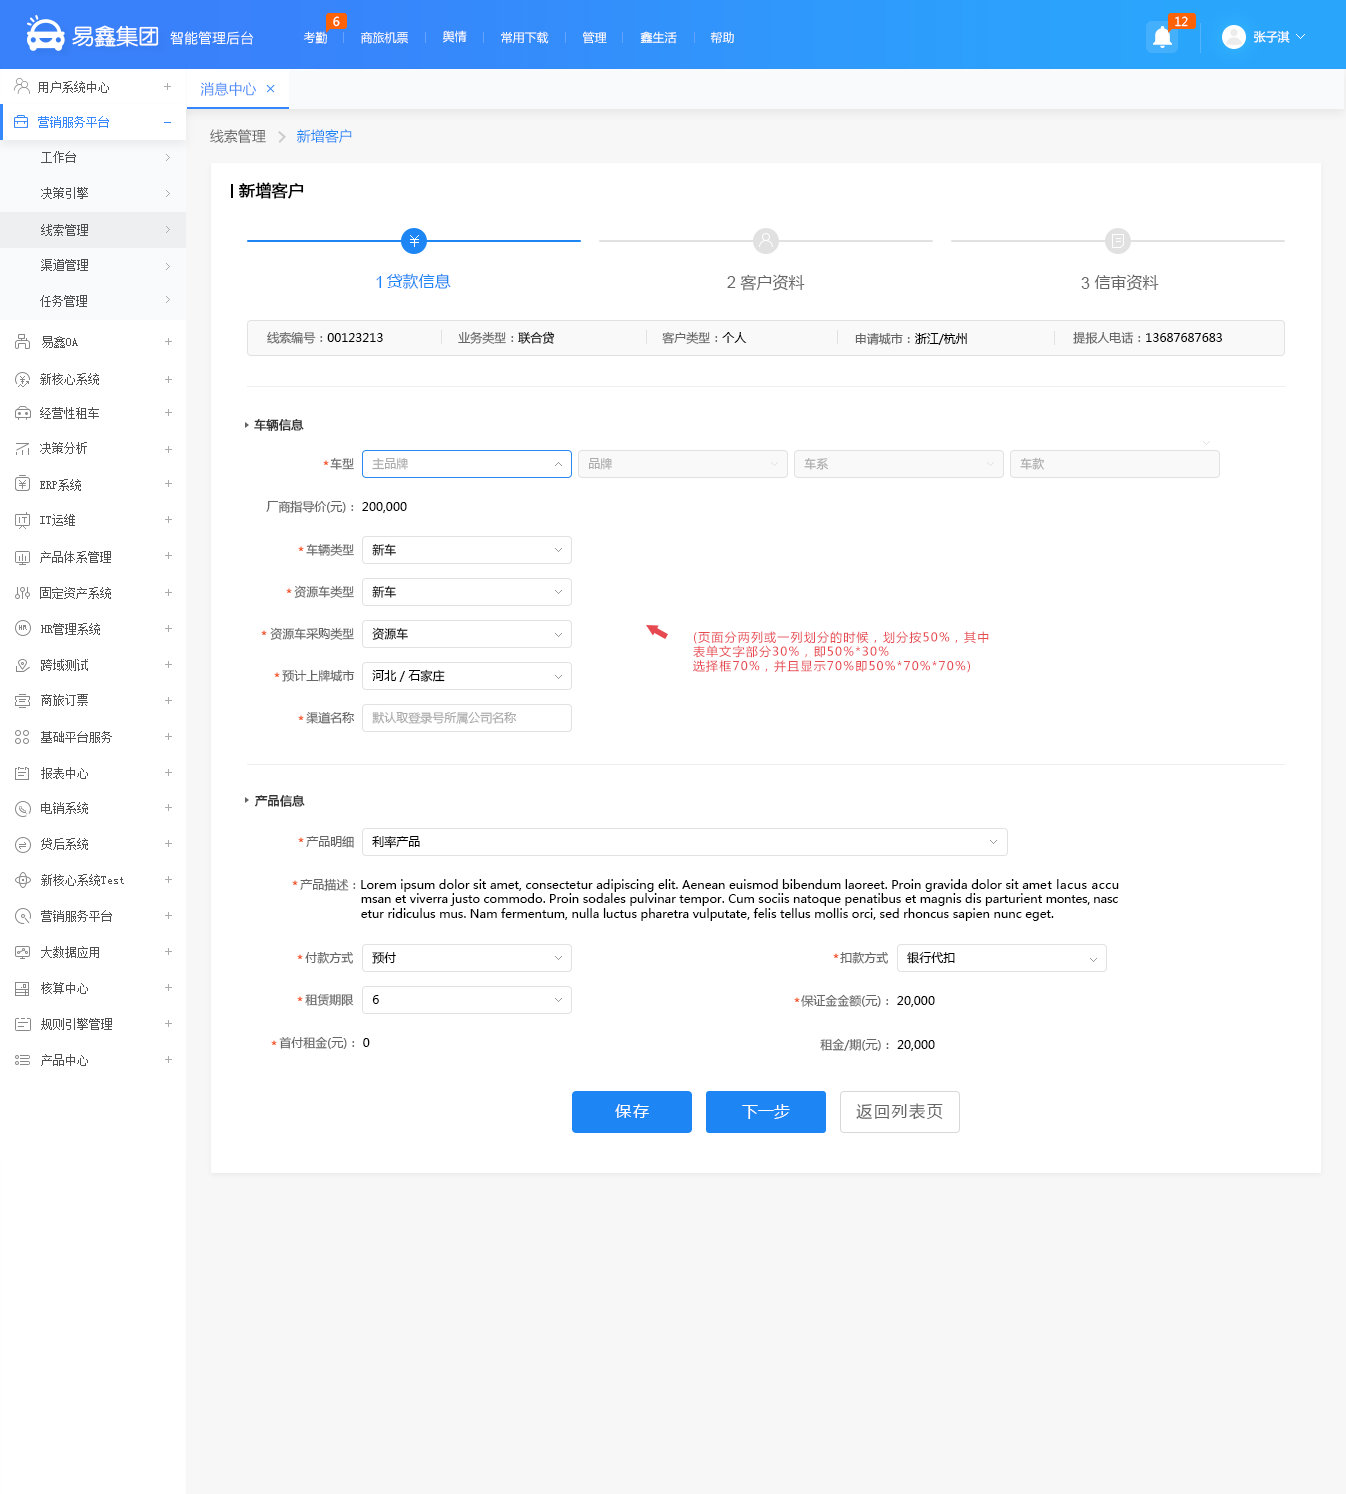 易鑫集团 智能管理后台 考勤 6 商旅机票 舆情 常用下载 管理 鑫生活 帮助 12 张子淇
用户系统中心
营销服务平台
工作台
决策引擎
线索管理
渠道管理
任务管理
易鑫OA
新核心系统
经营性租车
决策分析
ERP系统
IT运维
产品体系管理
固定资产系统
HR管理系统
跨域测试
商旅订票
基础平台服务
报表中心
电销系统
贷后系统
新核心系统Test
营销服务平台
大数据应用
核算中心
规则引擎管理
产品中心
消息中心 ×
线索管理 > 新增客户
新增客户
1 贷款信息 2 客户资料 3 信审资料
线索编号：00123213 业务类型：联合贷 客户类型：个人 申请城市：浙江/杭州 提报人电话：13687687683
车辆信息
*车型 主品牌 品牌 车系 车款
厂商指导价(元)： 200,000
*车辆类型 新车
*资源车类型 新车
*资源车采购类型 资源车
*预计上牌城市 河北 / 石家庄
*渠道名称 默认取登录号所属公司名称
(页面分两列或一列划分的时候，划分按50%，其中
表单文字部分30%，即50%*30%
选择框70%，并且显示70%即50%*70%*70%)
产品信息
*产品明细 利率产品
*产品描述：Lorem ipsum dolor sit amet, consectetur adipiscing elit. Aenean euismod bibendum laoreet. Proin gravida dolor sit amet lacus accu
msan et viverra justo commodo. Proin sodales pulvinar tempor. Cum sociis natoque penatibus et magnis dis parturient montes, nasc
etur ridiculus mus. Nam fermentum, nulla luctus pharetra vulputate, felis tellus mollis orci, sed rhoncus sapien nunc eget.
*付款方式 预付 *扣款方式 银行代扣
*租赁期限 6 *保证金金额(元)： 20,000
*首付租金(元)： 0 租金/期(元)： 20,000
保存 下一步 返回列表页